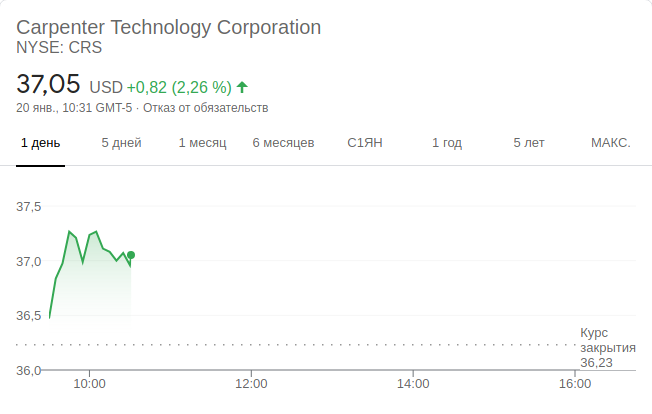 Carpenter Technology Corporation
NYSE: CRS
37,05 USD +0,82 (2,26 %)
20 янв., 10:31 GMT-5 · Отказ от обязательств
1 день 5 дней 1 месяц 6 месяцев С1ЯН 1 год 5 лет МАКС.
37,5
37,0
36,5
Курс
закрытия
36,23
36,0
10:00 12:00 14:00 16:00